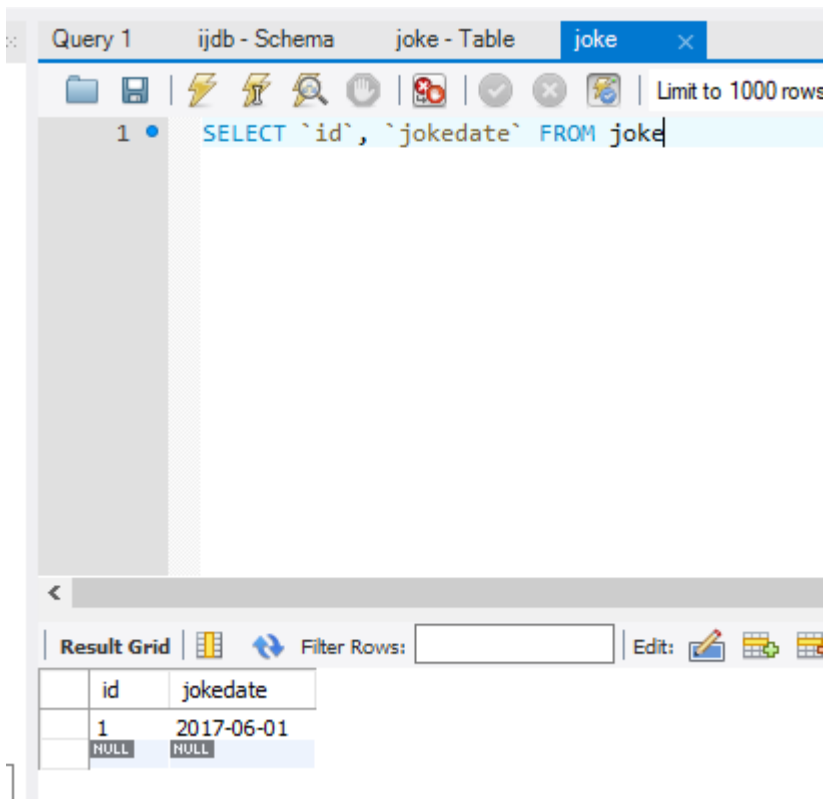 Query 1 ijdb - Schema joke - Table joke
Limit to 1000 rows
1 SELECT `id`, `jokedate` FROM joke
Result Grid Filter Rows: Edit:
id jokedate
1 2017-06-01
NULL NULL